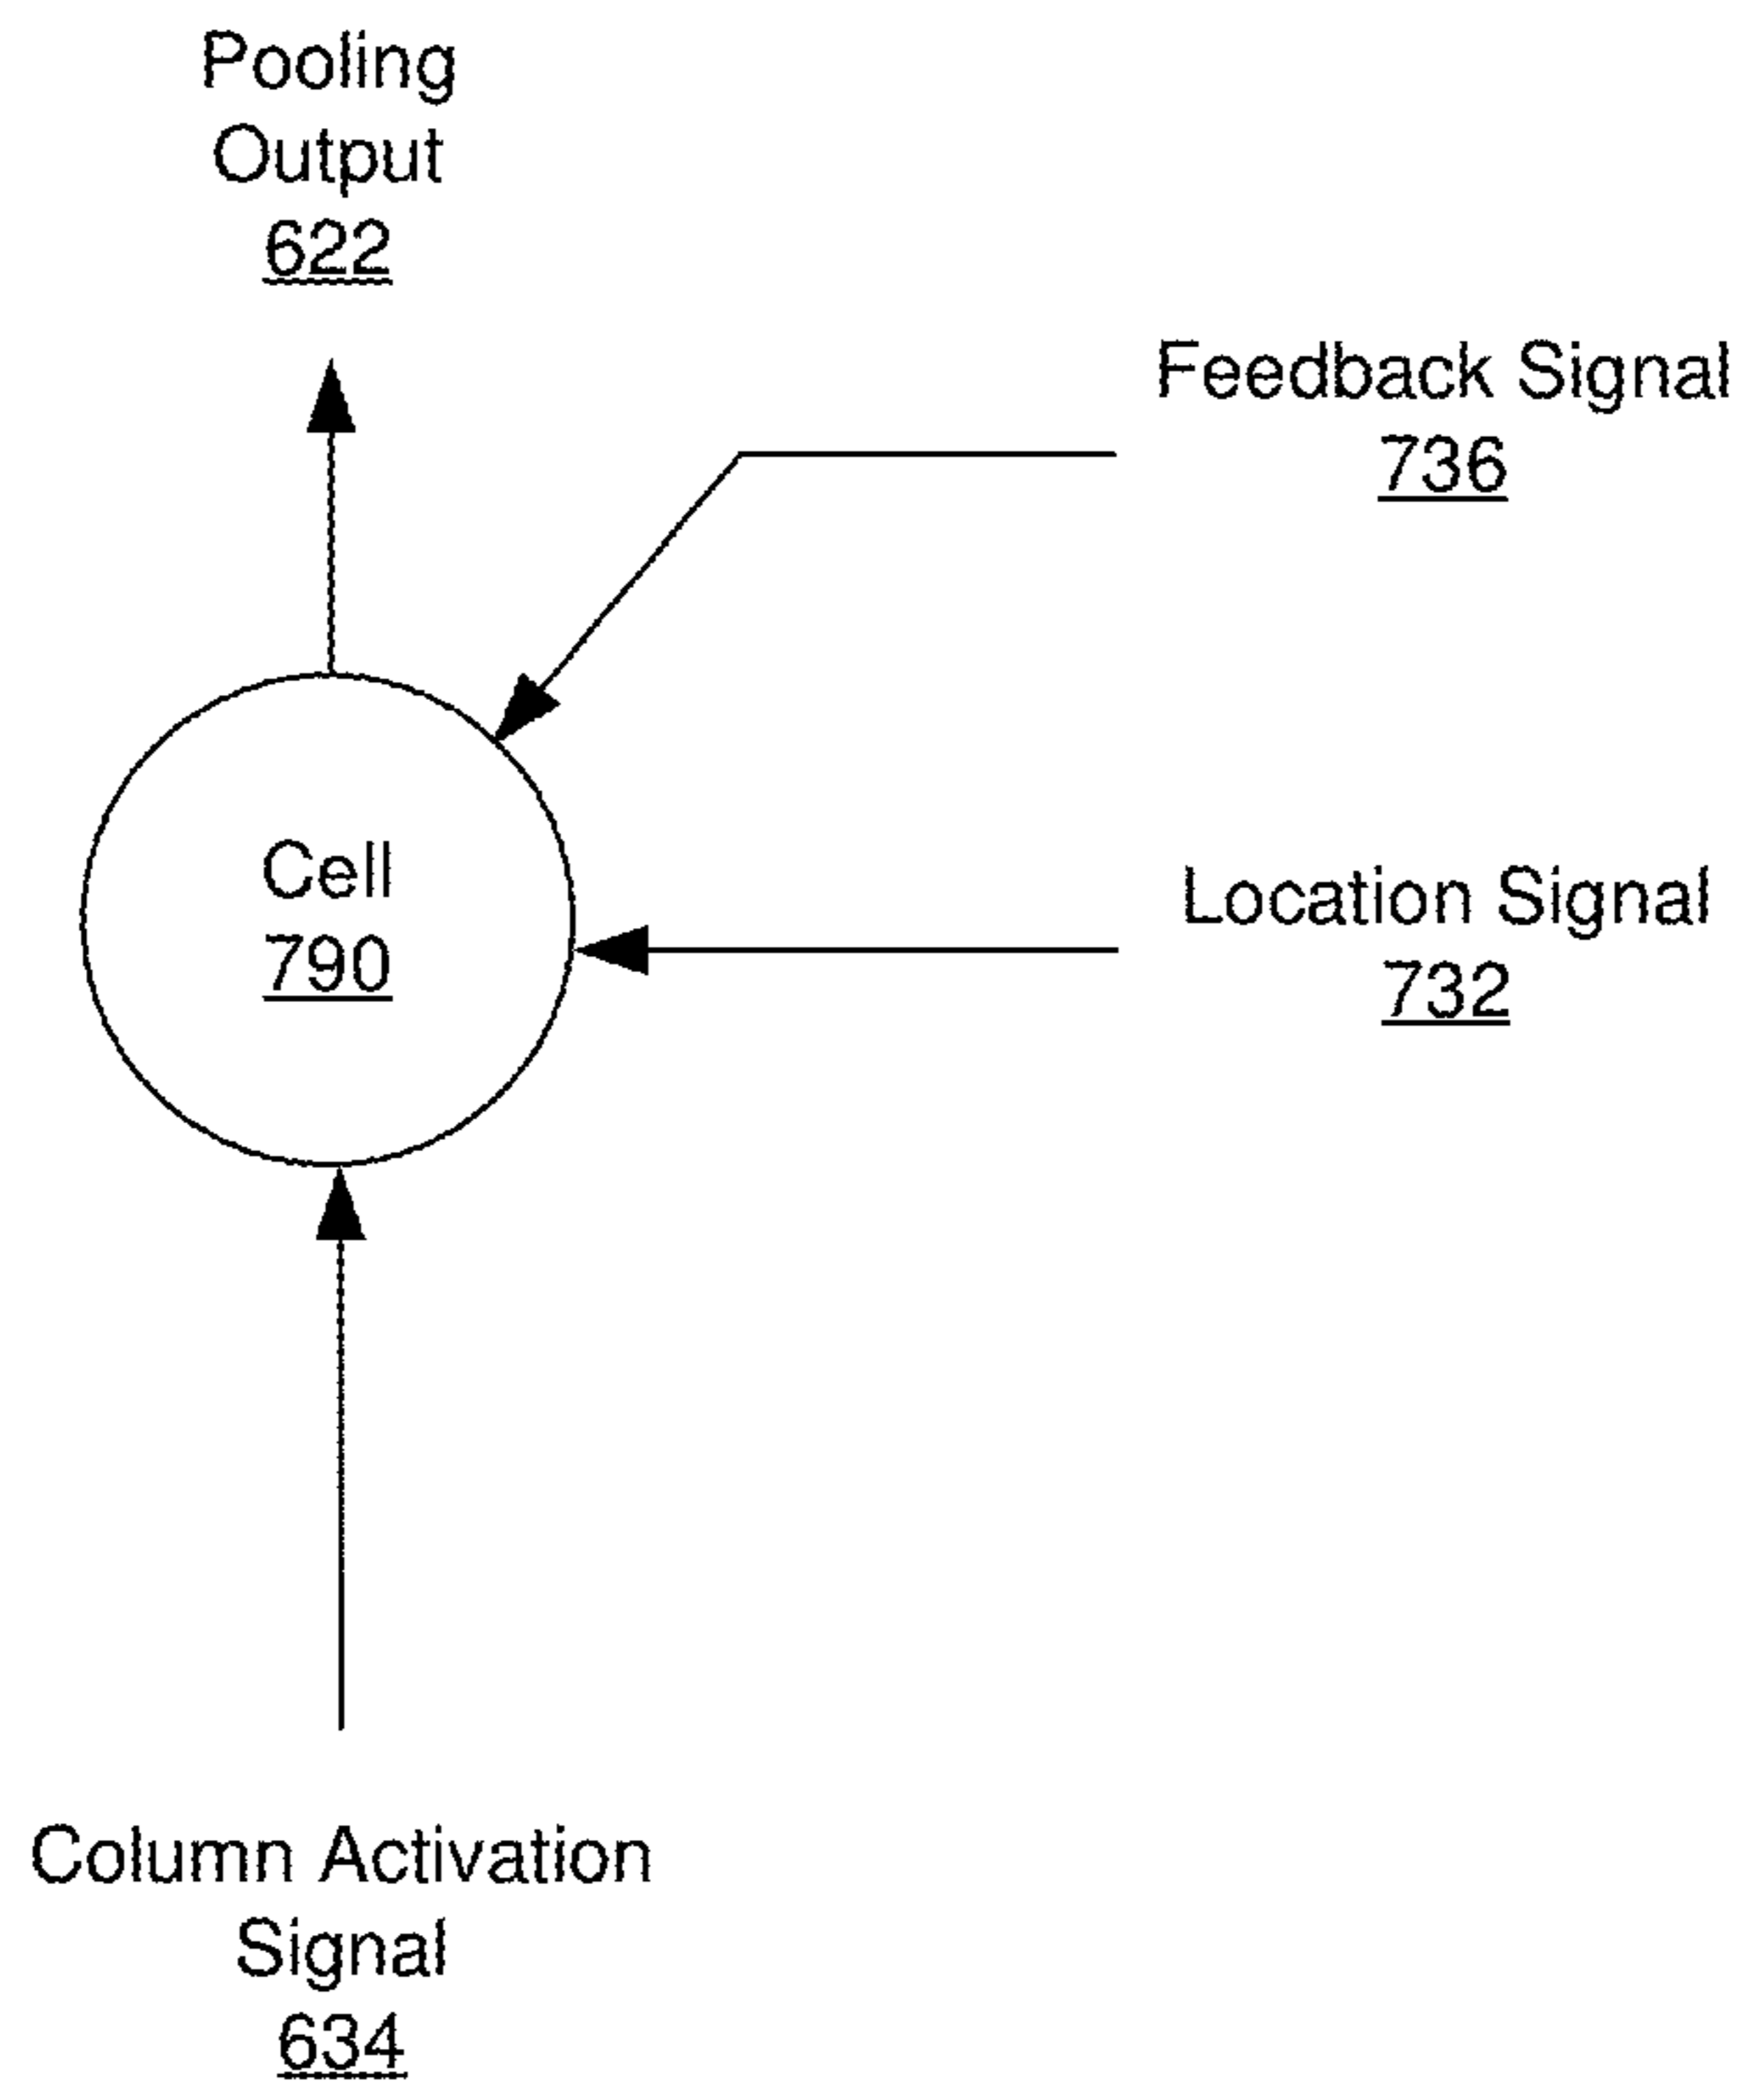 Pooling
Output
622
Feedback Signal
736
Cell
790
Location Signal
732
Column Activation
Signal
634